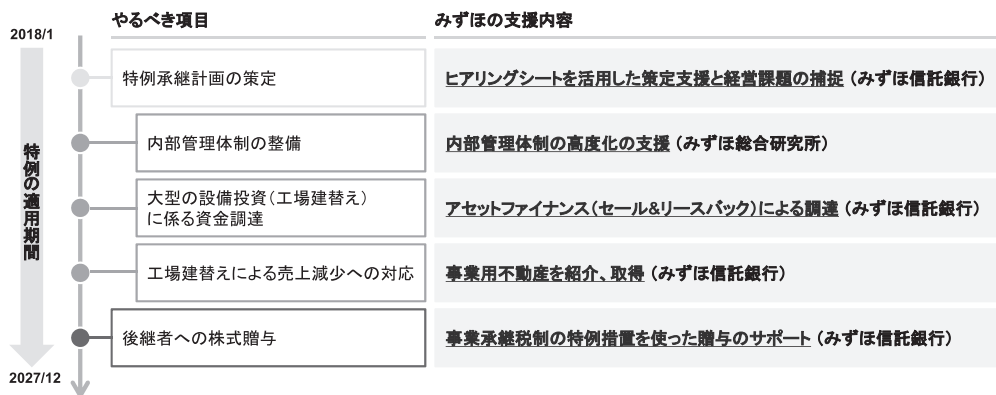 やるべき項目
みずほの支援内容
2018/1
特例承継計画の策定
ヒアリングシートを活用した策定支援と経営課題の捕捉（みずほ信託銀行）
内部管理体制の整備
内部管理体制の高度化の支援（みずほ総合研究所）
大型の設備投資（工場建替え）
に係る資金調達
アセットファイナンス（セール&リースバック）による調達（みずほ信託銀行）
工場建替えによる売上減少への対応
事業用不動産を紹介、取得（みずほ信託銀行）
後継者への株式贈与
事業承継税制の特例措置を使った贈与のサポート（みずほ信託銀行）
特例の適用期間
2027/12